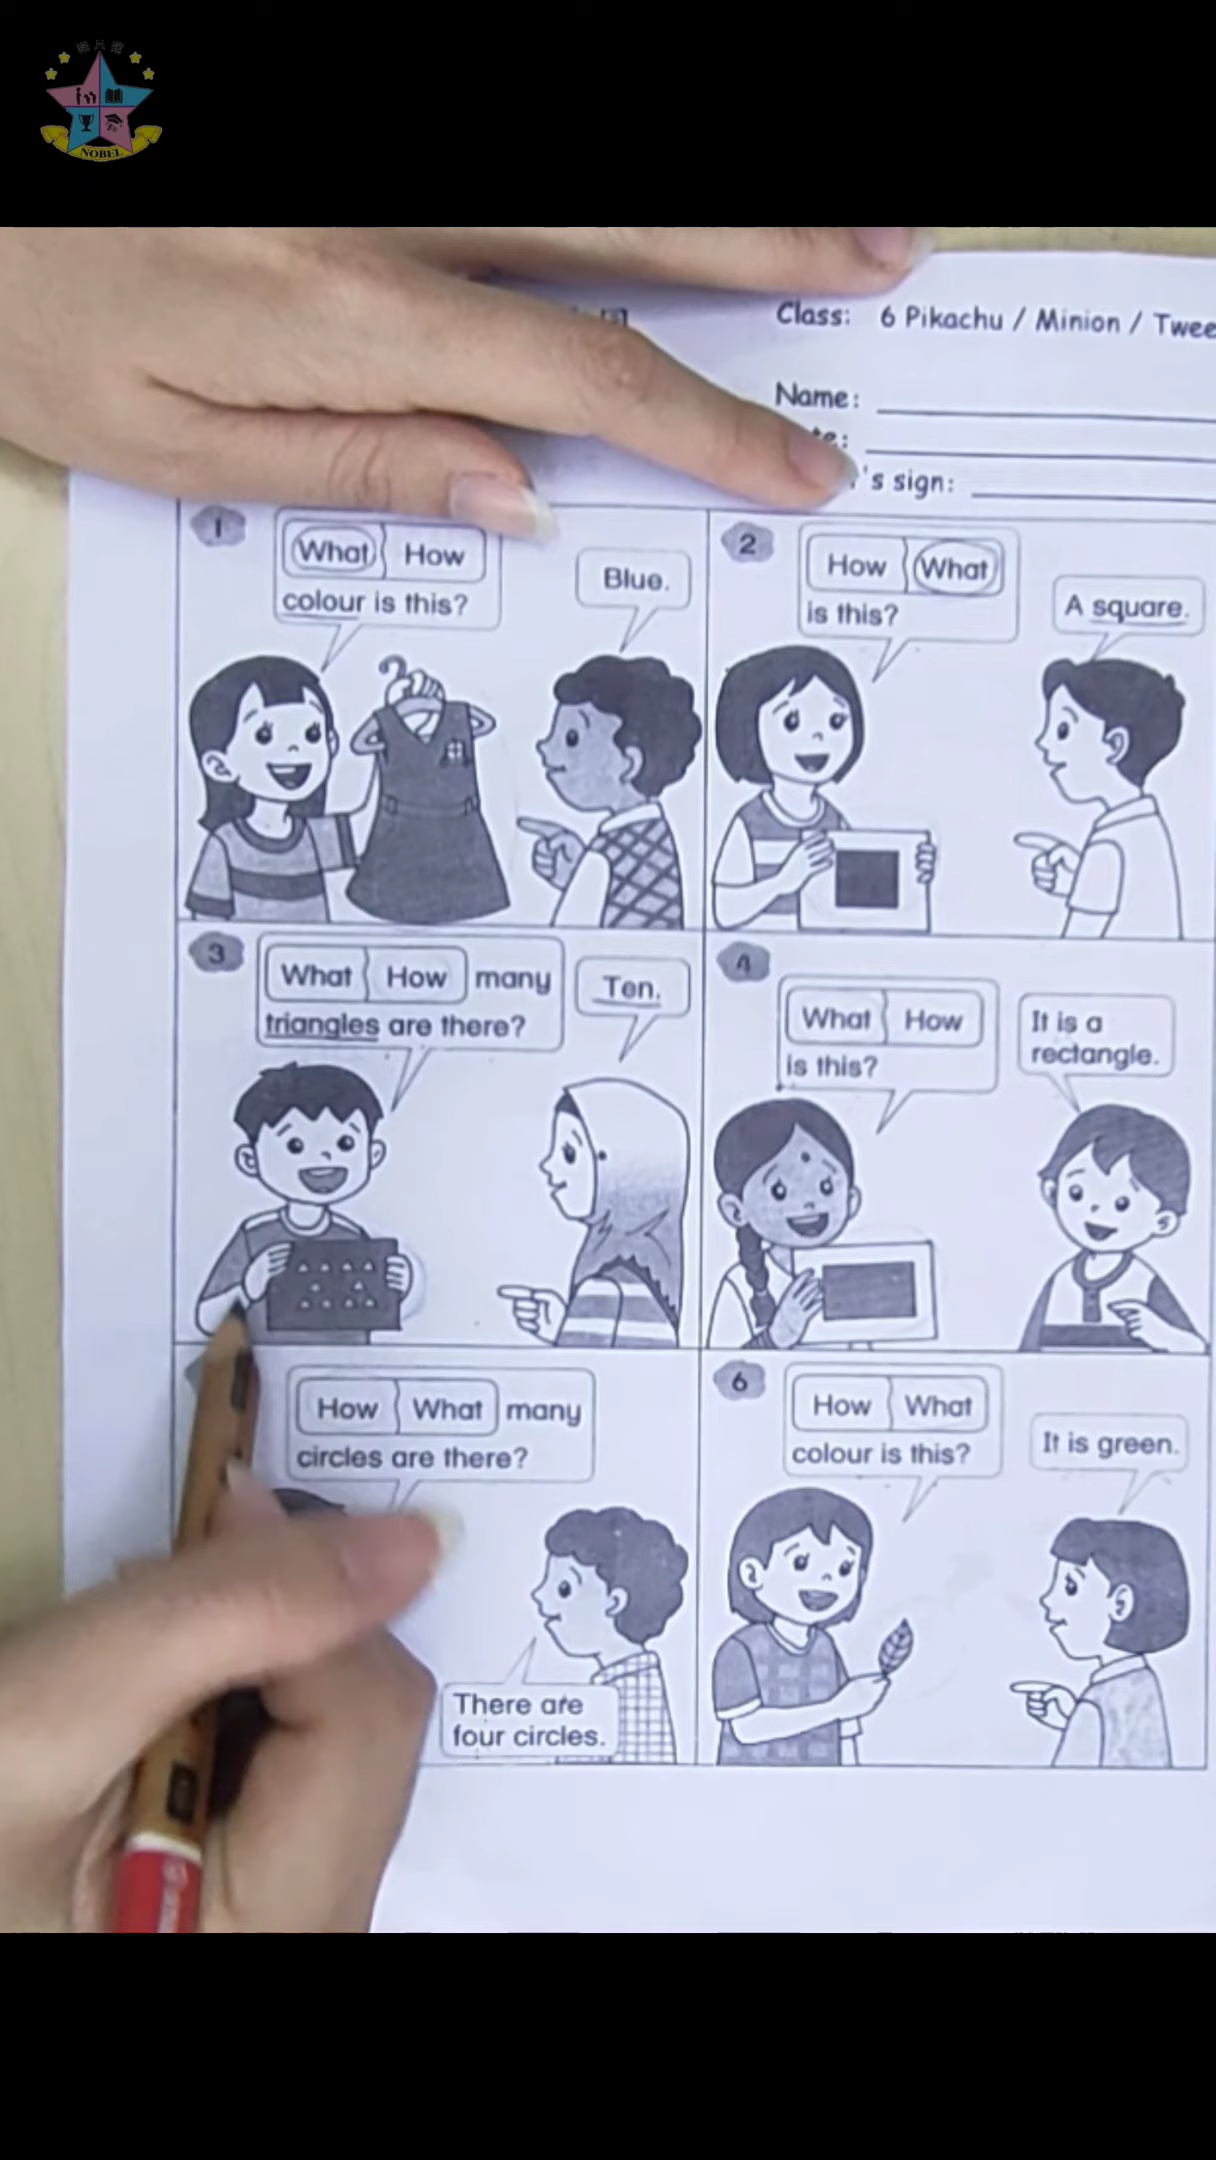 NOBEL
Class: 6 Pikachu / Minion / Twee
Name:
's sign:
1
What How
colour is this?
Blue.
2
How What
is this?
A square.
3
What How many
triangles are there?
Ten.
4
What How
is this?
It is a
rectangle.
How What many
circles are there?
There are
four circles.
6
How What
colour is this?
It is green.